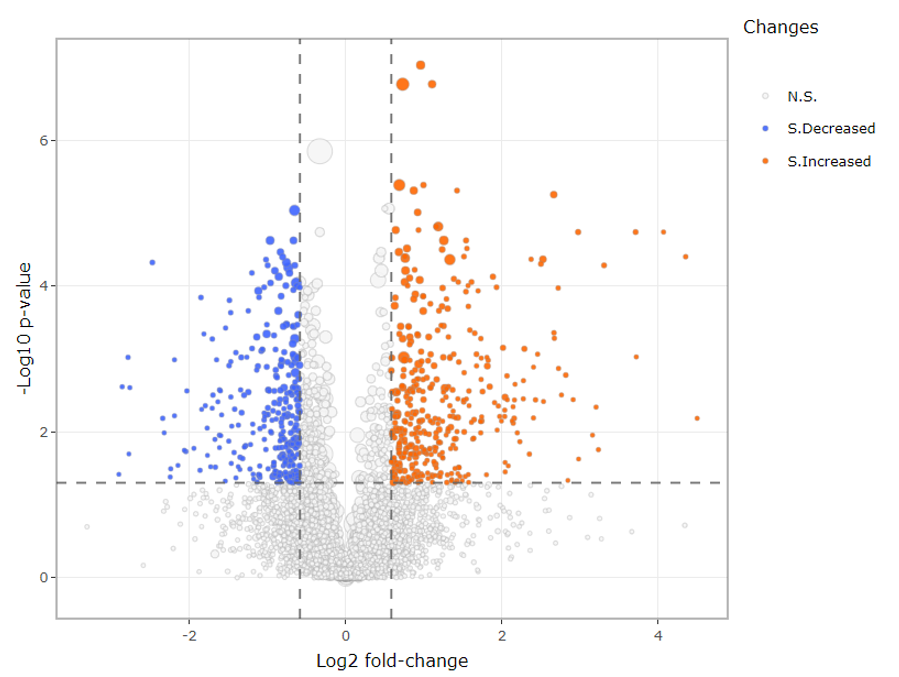 Changes
N.S.
S.Decreased
S.Increased
-Log10 p-value
6
4
2
0
-2
0
2
4
Log2 fold-change